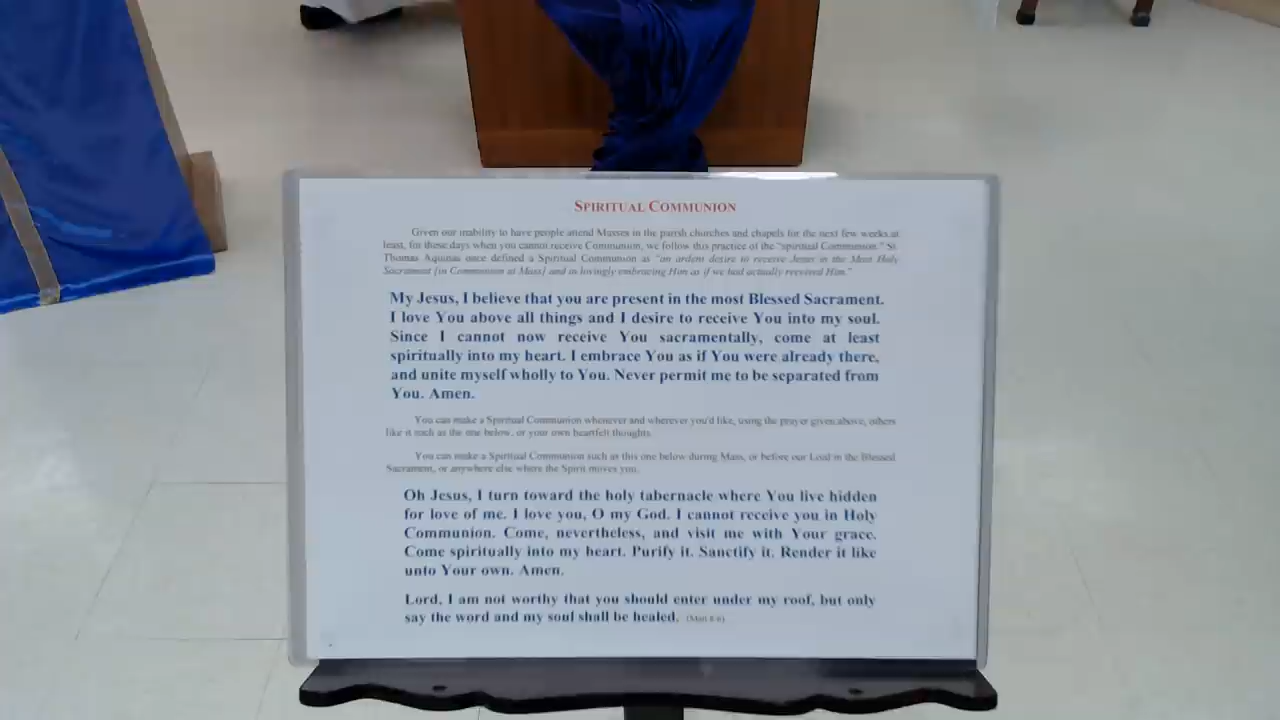 SPIRITUAL COMMUNION
Given our inability to have people attend Masses in the parish churches and chapels for the next few weeks at
least, for these days when you cannot receive Communion, we follow this practice of the "spiritual Communion." St.
Thomas Aquinas once defined a Spiritual Communion as "an ardent desire to receive Jesus in the Most Holy
Sacrament [in Communion at Mass] and in lovingly embracing Him as if we had actually received Him."
My Jesus, I believe that you are present in the most Blessed Sacrament.
I love You above all things and I desire to receive You into my soul.
Since I cannot now receive You sacramentally, come at least
spiritually into my heart. I embrace You as if You were already there,
and unite myself wholly to You. Never permit me to be separated from
You. Amen.
You can make a Spiritual Communion whenever and wherever you'd like, using the prayer given above, others
like it such as the one below, or your own heartfelt thoughts.
You can make a Spiritual Communion such as this one below during Mass, or before our Lord in the Blessed
Sacrament, or anywhere else where the Spirit moves you.
Oh Jesus, I turn toward the holy tabernacle where You live hidden
for love of me. I love you, O my God. I cannot receive you in Holy
Communion. Come, nevertheless, and visit me with Your grace.
Come spiritually into my heart. Purify it. Sanctify it. Render it like
unto Your own. Amen.
Lord, I am not worthy that you should enter under my roof, but only
say the word and my soul shall be healed.